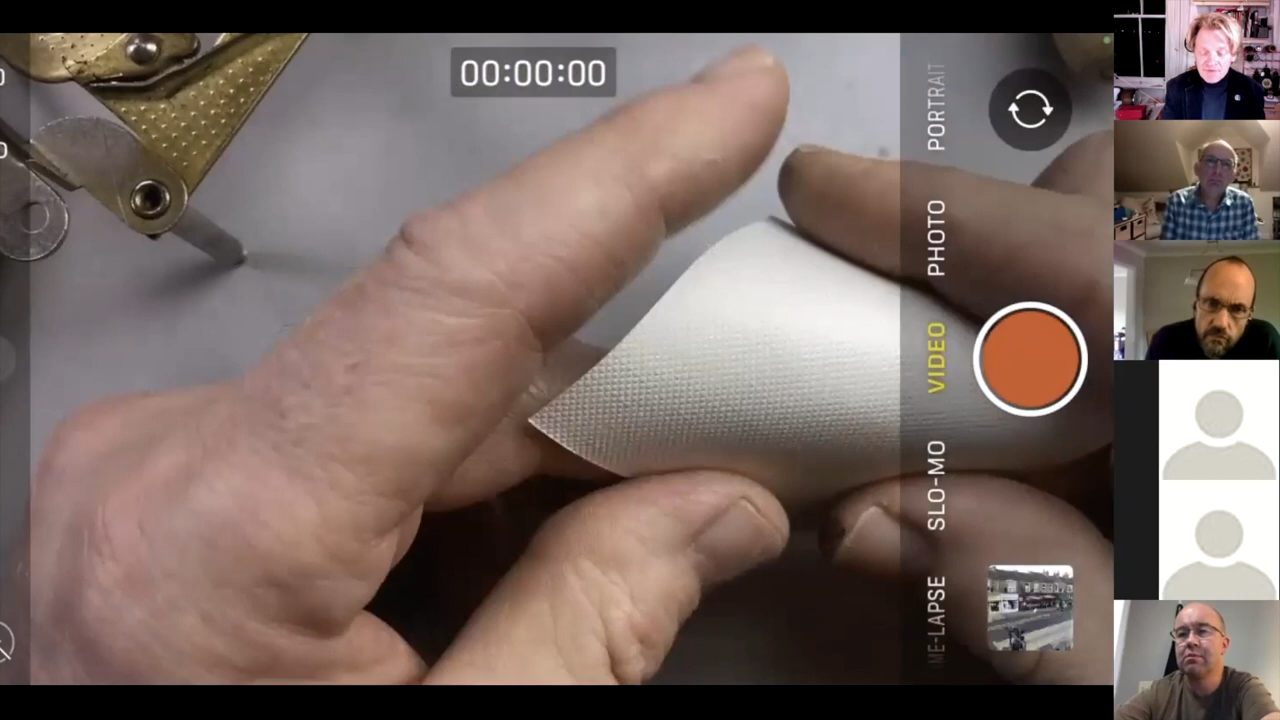 00:00:00
PORTRAIT
PHOTO
VIDEO
SLO-MO
ME-LAPSE